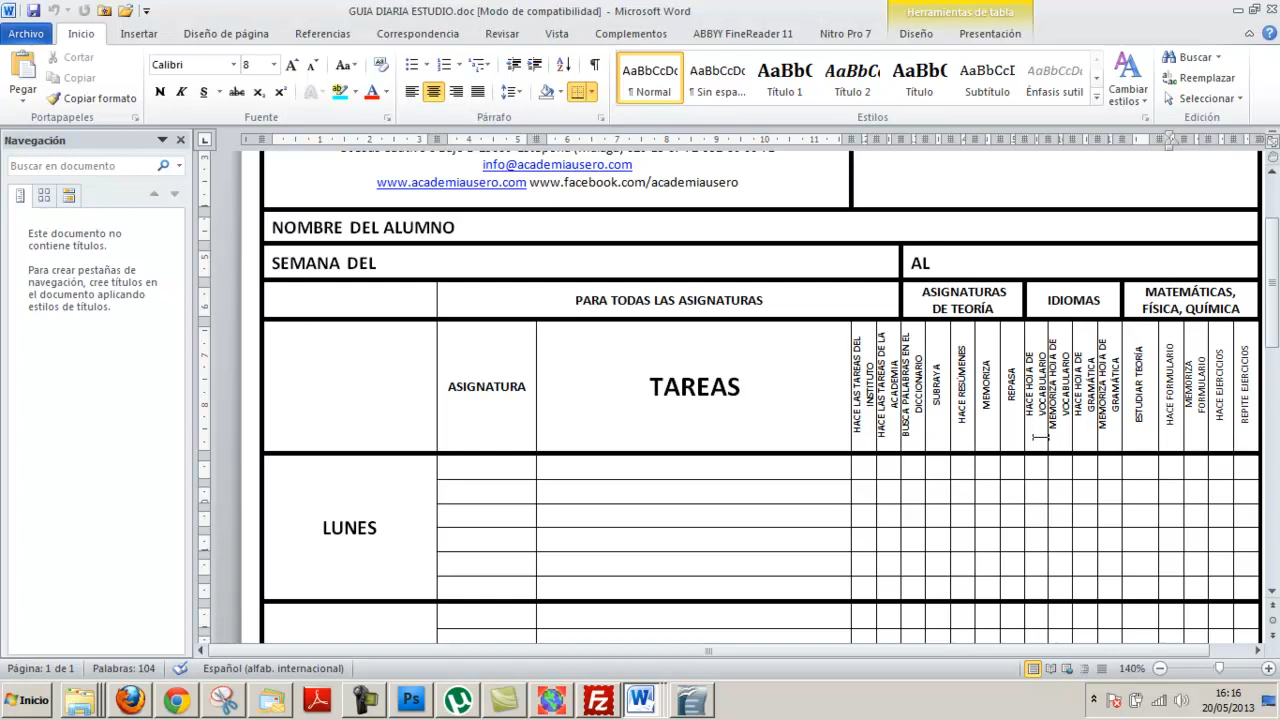 GUIA DIARIA ESTUDIO.doc [Modo de compatibilidad] - Microsoft Word
Herramientas de tabla
Archivo
Inicio
Insertar
Diseño de página
Referencias
Correspondencia
Revisar
Vista
Complementos
ABBYY FineReader 11
Nitro Pro 7
Diseño
Presentación
Pegar
Cortar
Copiar
Copiar formato
Portapapeles
Calibri
8
Fuente
Párrafo
AaBbCcDc
¶ Normal
AaBbCcDc
¶ Sin espa...
AaBbC
Título 1
AaBbCc
Título 2
AaBbC
Título
AaBbCcI
Subtítulo
AaBbCcDc
Énfasis sutil
Cambiar estilos
Estilos
Buscar
Reemplazar
Seleccionar
Edición
Navegación
Buscar en documento
Este documento no
contiene títulos.
Para crear pestañas de
navegación, cree títulos en
el documento aplicando
estilos de títulos.
info@academiausero.com
www.academiausero.com www.facebook.com/academiausero
NOMBRE DEL ALUMNO
SEMANA DEL
AL
PARA TODAS LAS ASIGNATURAS
ASIGNATURAS
DE TEORÍA
IDIOMAS
MATEMÁTICAS,
FÍSICA, QUÍMICA
ASIGNATURA
TAREAS
HACE LAS TAREAS DEL
INSTITUTO
HACE LAS TAREAS DE LA
ACADEMIA
BUSCA PALABRAS EN EL
DICCIONARIO
SUBRAYA
HACE RESUMENES
MEMORIZA
REPASA
HACE HOJA DE
VOCABULARIO
MEMORIZA HOJA DE
VOCABULARIO
HACE HOJA DE
GRAMÁTICA
MEMORIZA HOJA DE
GRAMÁTICA
ESTUDIAR TEORÍA
HACE FORMULARIO
MEMORIZA
FORMULARIO
HACE EJERCICIOS
REPITE EJERCICIOS
LUNES
Página: 1 de 1
Palabras: 104
Español (alfab. internacional)
140%
Inicio
16:16
20/05/2013